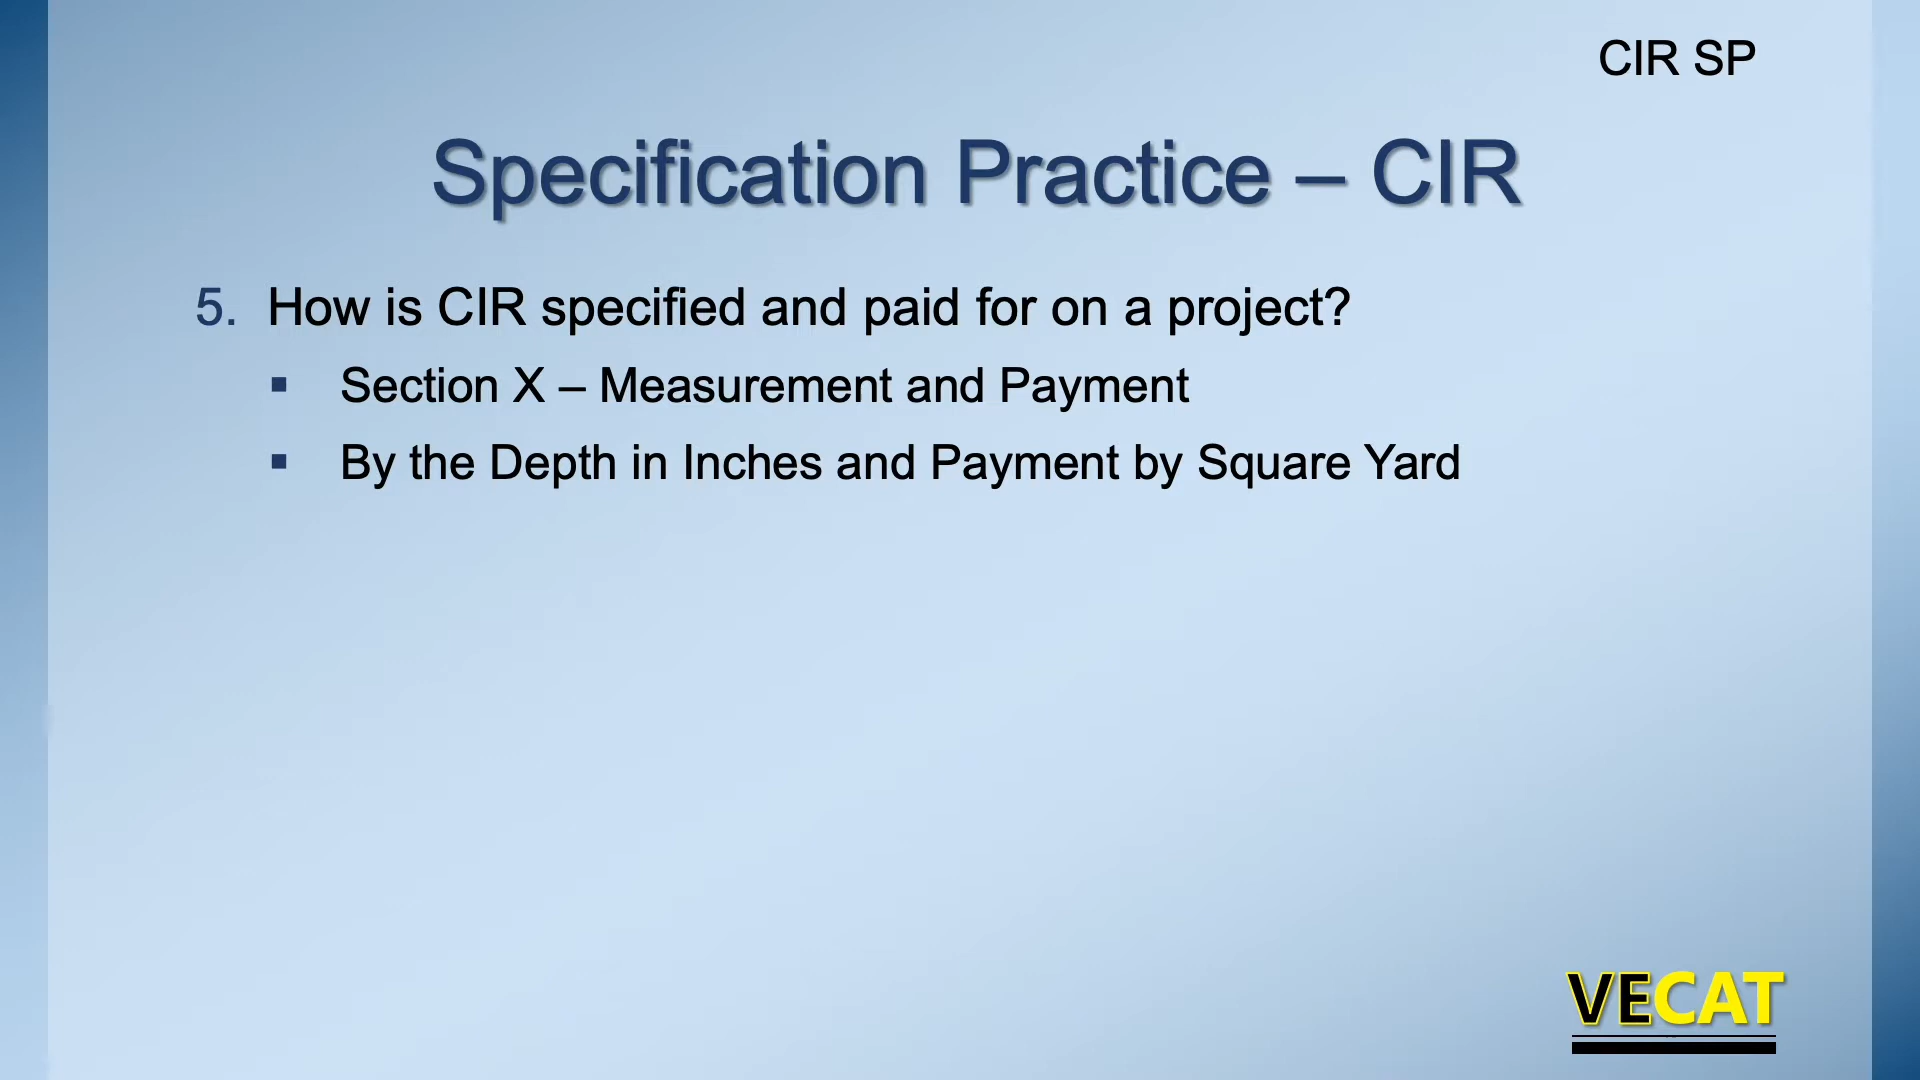 CIR SP
Specification Practice – CIR
5. How is CIR specified and paid for on a project?
▪ Section X – Measurement and Payment
▪ By the Depth in Inches and Payment by Square Yard
VECAT